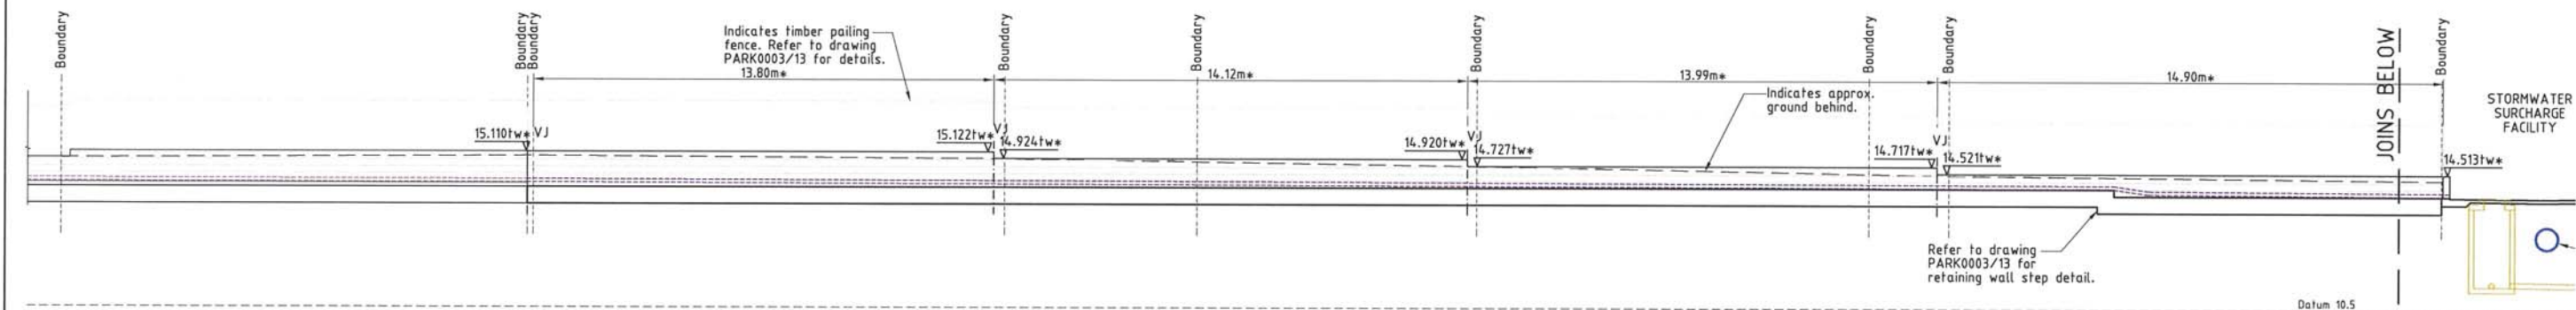 Boundary
Boundary
Boundary
Indicates timber pailing
fence. Refer to drawing
PARK0003/13 for details.
Boundary
Boundary
Boundary
Boundary
Boundary
Boundary
13.80m*
14.12m*
13.99m*
14.90m*
JOINS BELOW
STORMWATER
SURCHARGE
FACILITY
Indicates approx.
ground behind.
15.110tw*
VJ
15.122tw*
VJ
14.924tw*
14.920tw*
VJ
14.727tw*
14.717tw*
VJ
14.521tw*
14.513tw*
Refer to drawing
PARK0003/13 for
retaining wall step detail.
Datum 10.5